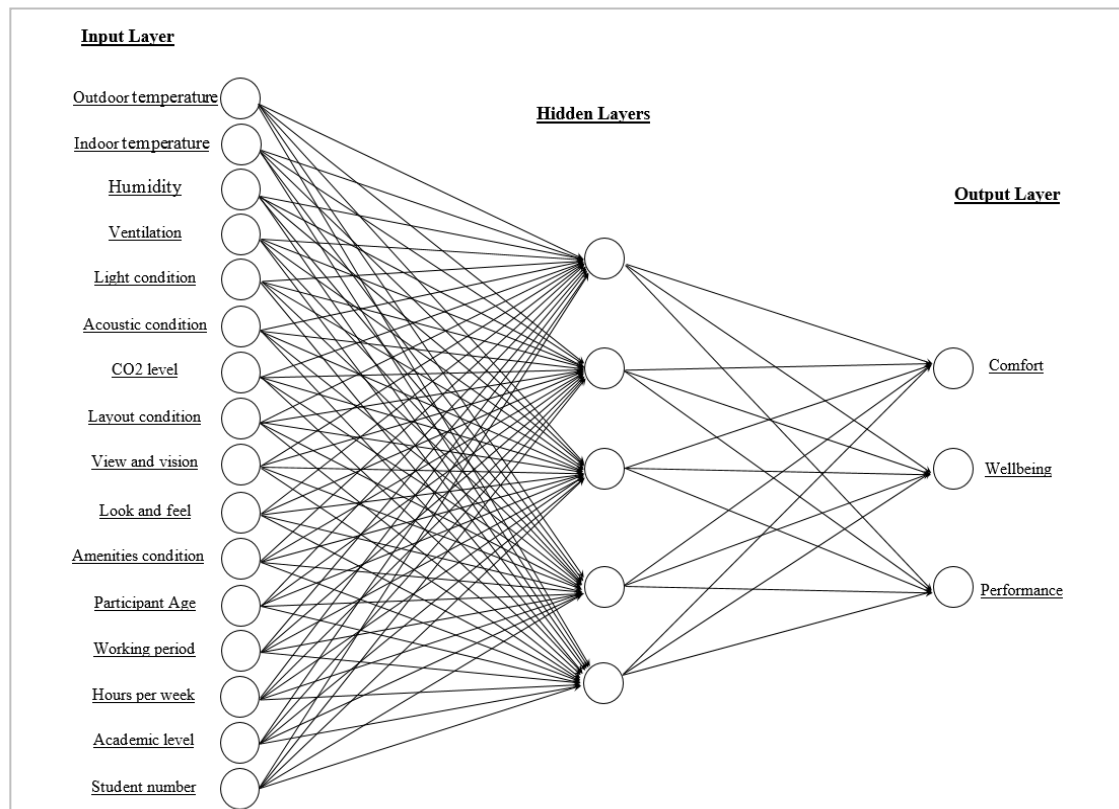 Input Layer
Outdoor temperature
Indoor temperature
Humidity
Ventilation
Light condition
Acoustic condition
CO2 level
Layout condition
View and vision
Look and feel
Amenities condition
Participant Age
Working period
Hours per week
Academic level
Student number
Hidden Layers
Output Layer
Comfort
Wellbeing
Performance